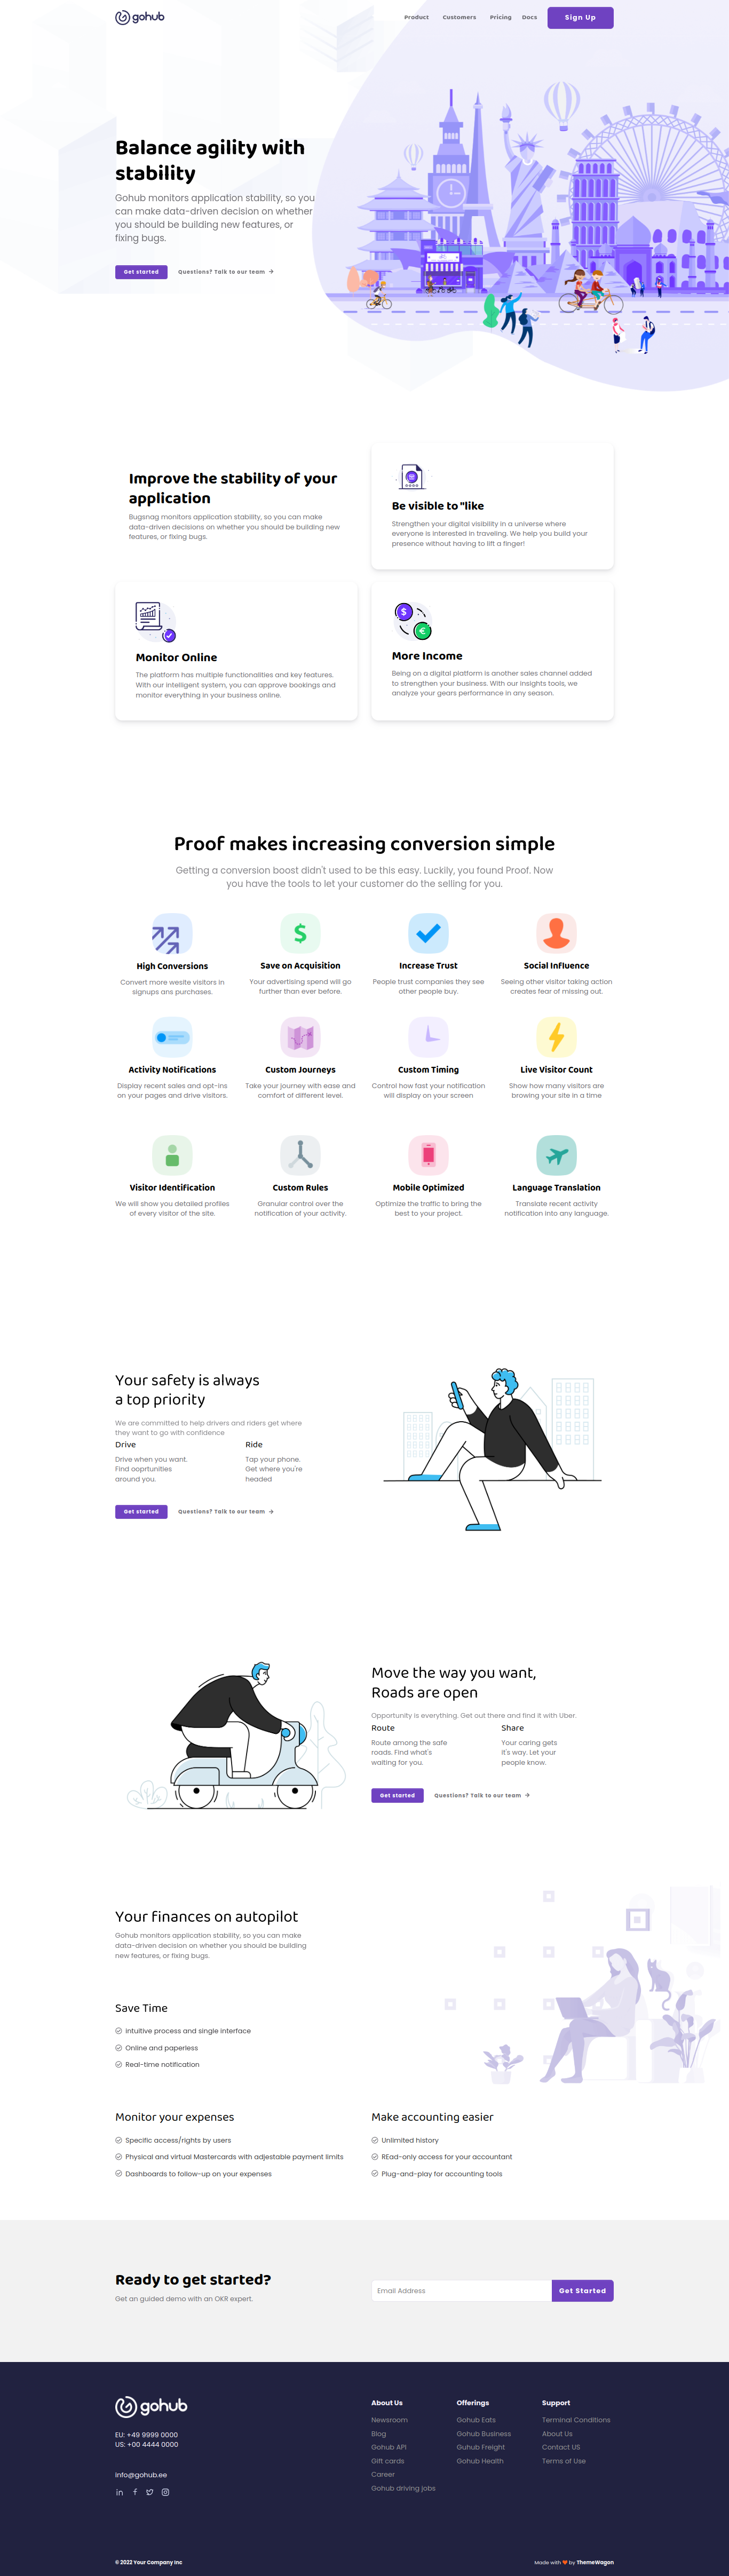 gohub
Product Customers Pricing Docs Sign Up
Balance agility with
stability
Gohub monitors application stability, so you
can make data-driven decision on whether
you should be building new features, or
fixing bugs.
Get started Questions? Talk to our team →
Improve the stability of your
application
Bugsnag monitors application stability, so you can make
data-driven decisions on whether you should be building new
features, or fixing bugs.
Be visible to "like
Strengthen your digital visibility in a universe where
everyone is interested in traveling. We help you build your
presence without having to lift a finger!
Monitor Online
The platform has multiple functionalities and key features.
With our intelligent system, you can approve bookings and
monitor everything in your business online.
More Income
Being on a digital platform is another sales channel added
to strengthen your business. With our insights tools, we
analyze your gears performance in any season.
Proof makes increasing conversion simple
Getting a conversion boost didn't used to be this easy. Luckily, you found Proof. Now
you have the tools to let your customer do the selling for you.
High Conversions
Convert more wesite visitors in
signups ans purchases.
Save on Acquisition
Your advertising spend will go
further than ever before.
Increase Trust
People trust companies they see
other people buy.
Social Influence
Seeing other visitor taking action
creates fear of missing out.
Activity Notifications
Display recent sales and opt-ins
on your pages and drive visitors.
Custom Journeys
Take your journey with ease and
comfort of different level.
Custom Timing
Control how fast your notification
will display on your screen
Live Visitor Count
Show how many visitors are
browing your site in a time
Visitor Identification
We will show you detailed profiles
of every visitor of the site.
Custom Rules
Granular control over the
notification of your activity.
Mobile Optimized
Optimize the traffic to bring the
best to your project.
Language Translation
Translate recent activity
notification into any language.
Your safety is always
a top priority
We are committed to help drivers and riders get where
they want to go with confidence
Drive
Drive when you want.
Find ooprtunities
around you.
Ride
Tap your phone.
Get where you're
headed
Get started Questions? Talk to our team →
Move the way you want,
Roads are open
Opportunity is everything. Get out there and find it with Uber.
Route
Route among the safe
roads. Find what's
waiting for you.
Share
Your caring gets
it's way. Let your
people know.
Get started Questions? Talk to our team →
Your finances on autopilot
Gohub monitors application stability, so you can make
data-driven decision on whether you should be building
new features, or fixing bugs.
Save Time
Intuitive process and single interface
Online and paperless
Real-time notification
Monitor your expenses
Specific access/rights by users
Physical and virtual Mastercards with adjestable payment limits
Dashboards to follow-up on your expenses
Make accounting easier
Unlimited history
REad-only access for your accountant
Plug-and-play for accounting tools
Ready to get started?
Get an guided demo with an OKR expert.
Email Address Get Started
gohub
EU: +49 9999 0000
US: +00 4444 0000
info@gohub.ee
About Us
Newsroom
Blog
Gohub API
Gift cards
Career
Gohub driving jobs
Offerings
Gohub Eats
Gohub Business
Guhub Freight
Gohub Health
Support
Terminal Conditions
About Us
Contact US
Terms of Use
© 2022 Your Company Inc
Made with ❤ by ThemeWagon